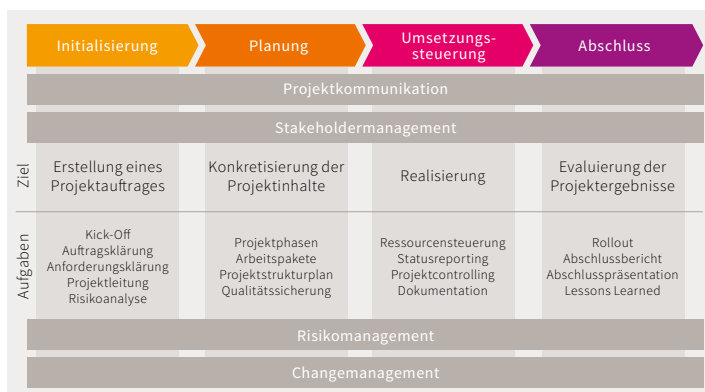 Initialisierung
Planung
Umsetzungs-
steuerung
Abschluss
Projektkommunikation
Stakeholdermanagement
Ziel
Erstellung eines
Projektauftrages
Konkretisierung der
Projektinhalte
Realisierung
Evaluierung der
Projektergebnisse
Aufgaben
Kick-Off
Auftragsklärung
Anforderungsklärung
Projektleitung
Risikoanalyse
Projektphasen
Arbeitspakete
Projektstrukturplan
Qualitätssicherung
Ressourcensteuerung
Statusreporting
Projektcontrolling
Dokumentation
Rollout
Abschlussbericht
Abschlusspräsentation
Lessons Learned
Risikomanagement
Changemanagement